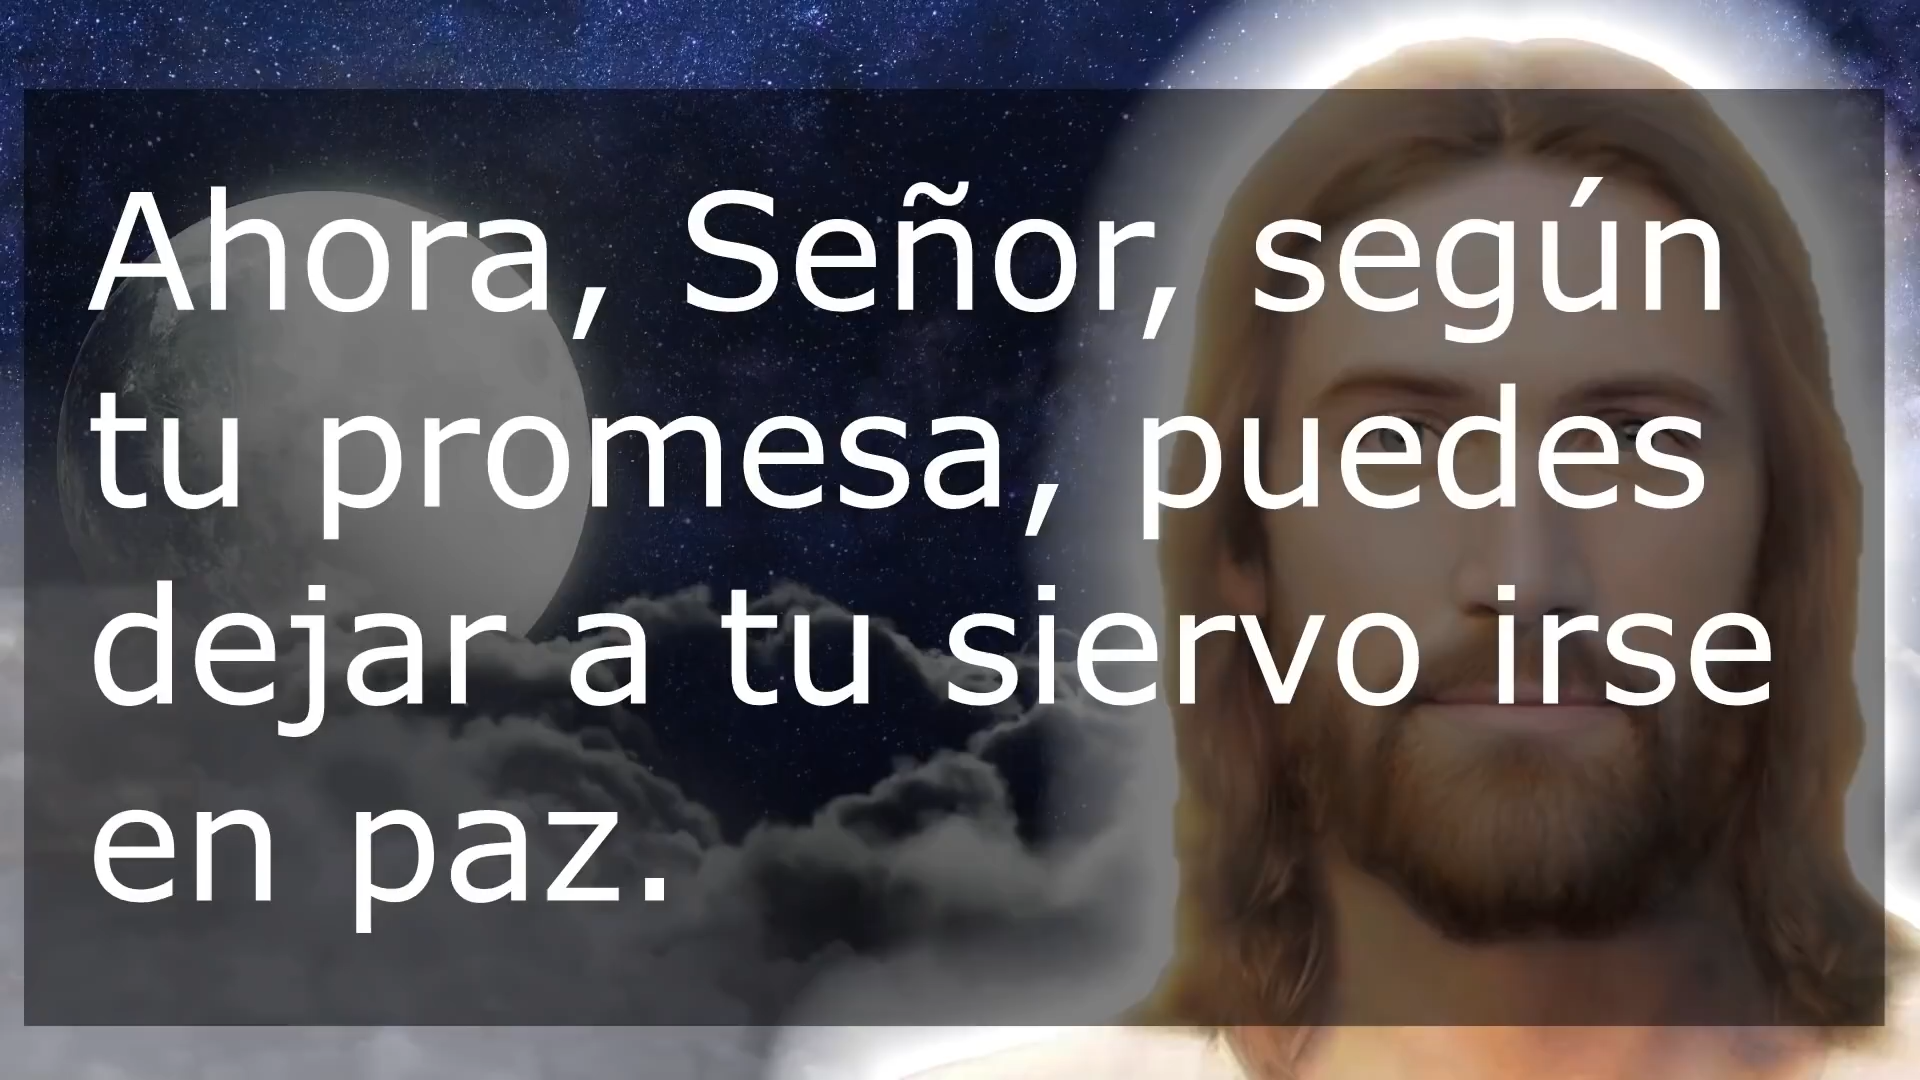 Ahora, Señor, según
tu promesa, puedes
dejar a tu siervo irse
en paz.